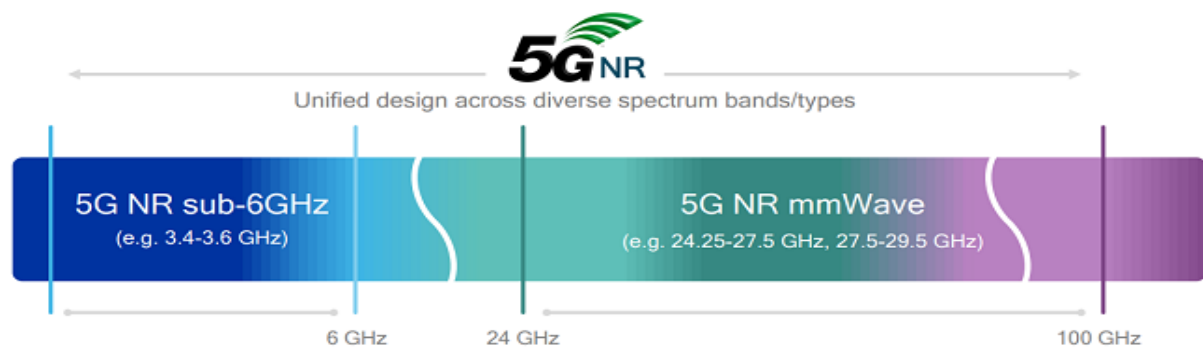 5G NR
Unified design across diverse spectrum bands/types
5G NR sub-6GHz
(e.g. 3.4-3.6 GHz)
5G NR mmWave
(e.g. 24.25-27.5 GHz, 27.5-29.5 GHz)
6 GHz
24 GHz
100 GHz